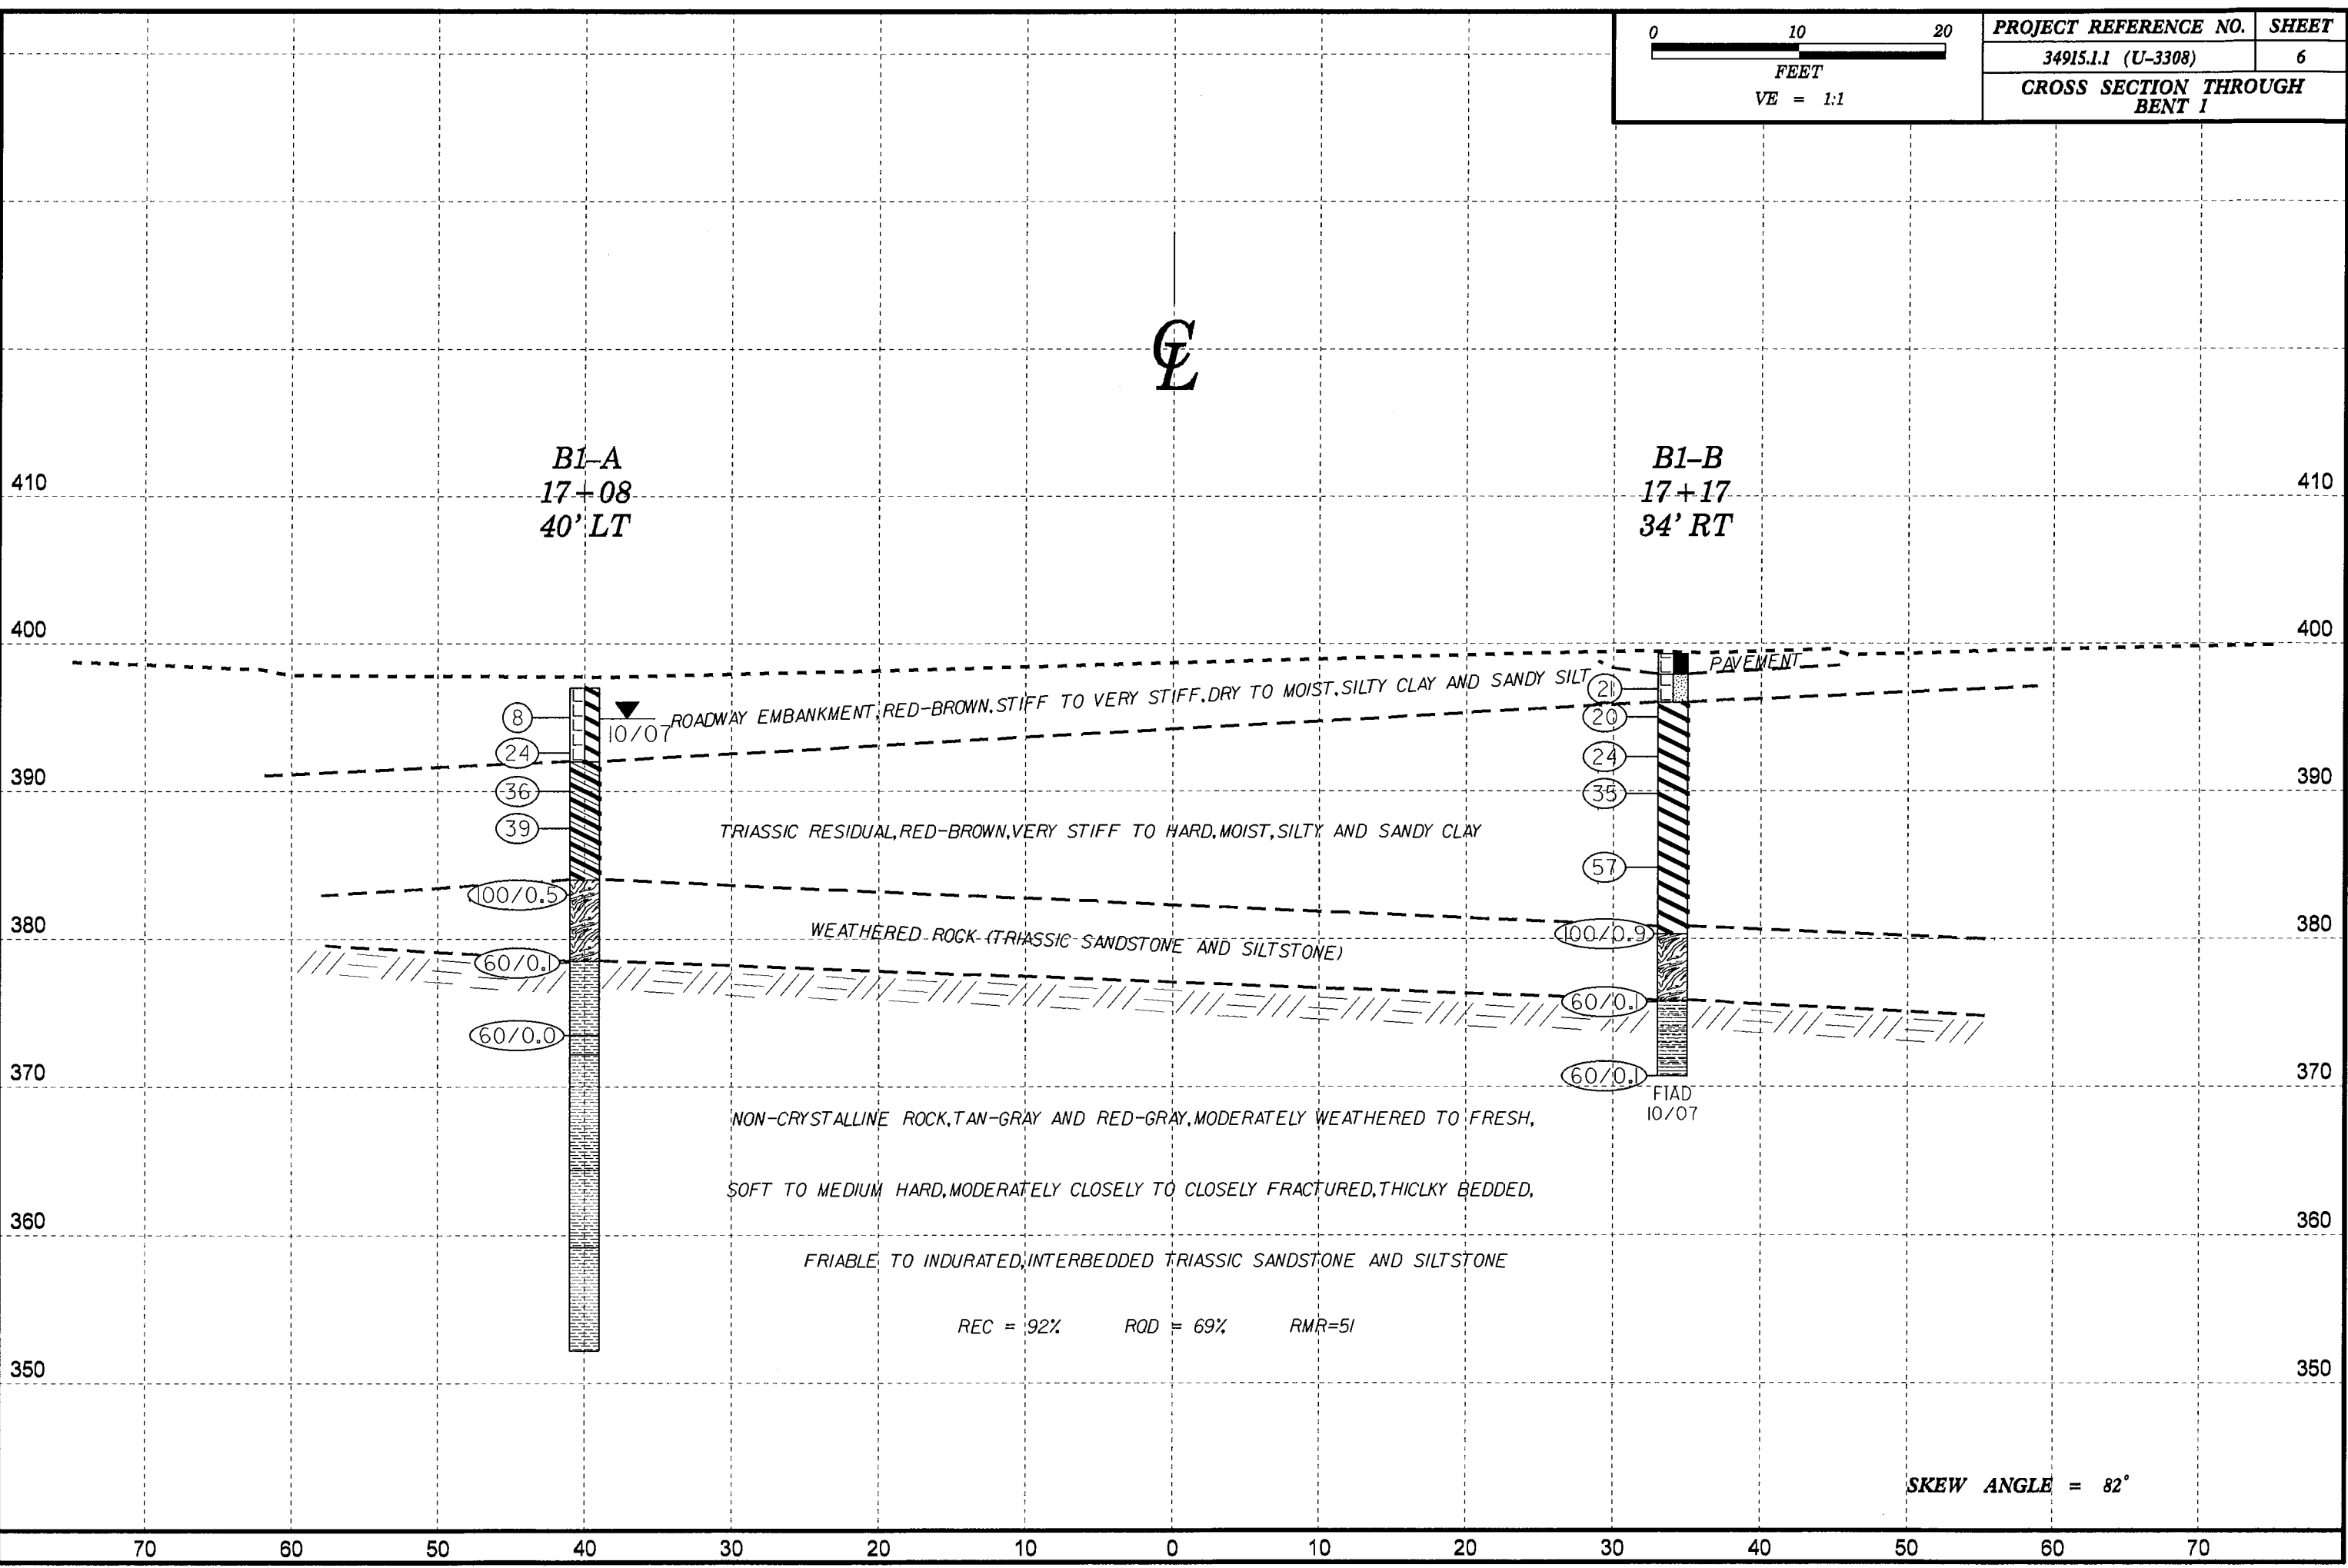 0 10 20
FEET
VE = 1:1
PROJECT REFERENCE NO. SHEET
34915.1.1 (U-3308) 6
CROSS SECTION THROUGH
BENT 1
CL
B1-A
17+08
40' LT
B1-B
17+17
34' RT
410 410
400 400
PAVEMENT
ROADWAY EMBANKMENT, RED-BROWN, STIFF TO VERY STIFF, DRY TO MOIST, SILTY CLAY AND SANDY SILT
21
8
10/07
20
24
24
390 390
36
35
39
TRIASSIC RESIDUAL, RED-BROWN, VERY STIFF TO HARD, MOIST, SILTY AND SANDY CLAY
57
100/0.5
380 380
WEATHERED ROCK (TRIASSIC SANDSTONE AND SILTSTONE)
100/0.9
60/0.1
60/0.1
60/0.0
370 370
60/0.1
FIAD
10/07
NON-CRYSTALLINE ROCK, TAN-GRAY AND RED-GRAY, MODERATELY WEATHERED TO FRESH,
SOFT TO MEDIUM HARD, MODERATELY CLOSELY TO CLOSELY FRACTURED, THICLKY BEDDED,
360 360
FRIABLE TO INDURATED, INTERBEDDED TRIASSIC SANDSTONE AND SILTSTONE
REC = 92% RQD = 69% RMR=51
350 350
SKEW ANGLE = 82°
70 60 50 40 30 20 10 0 10 20 30 40 50 60 70